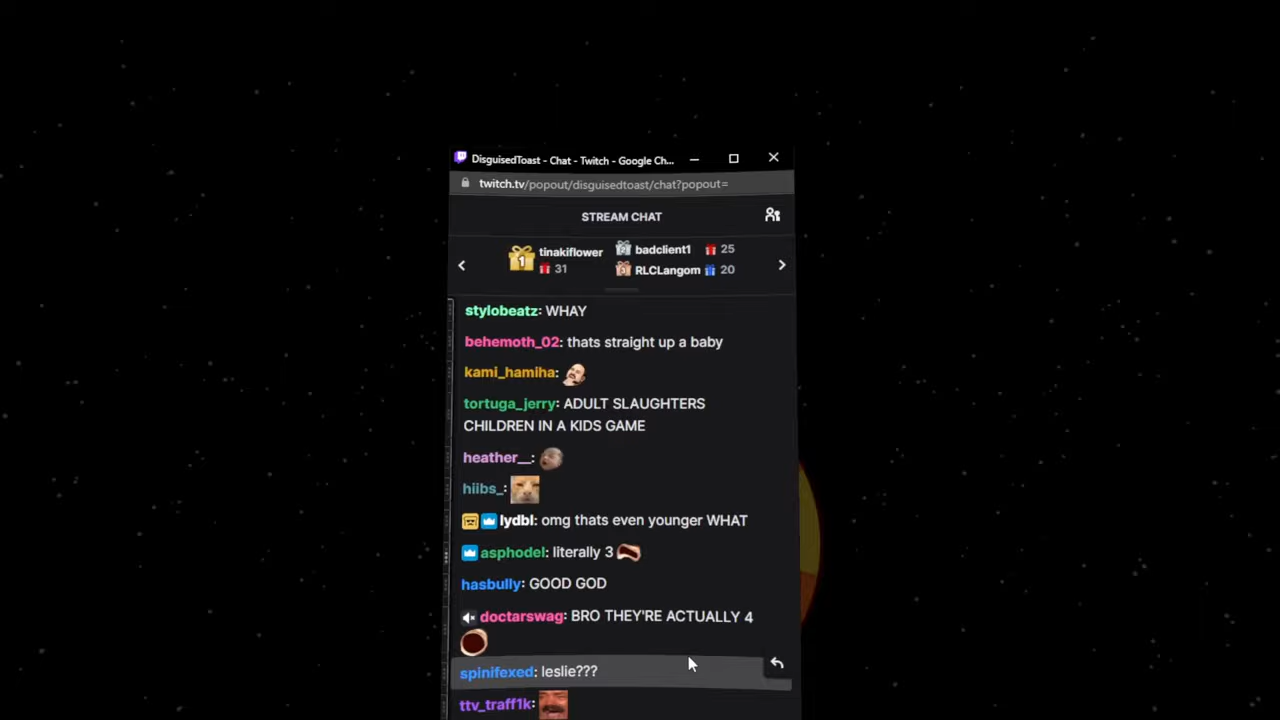 DisguisedToast - Chat - Twitch - Google Ch...
twitch.tv/popout/disguisedtoast/chat?popout=
STREAM CHAT
1 tinakiflower 31
badclient1 25
RLCLangom 20
stylobeatz: WHAY
behemoth_02: thats straight up a baby
kami_hamiha:
tortuga_jerry: ADULT SLAUGHTERS
CHILDREN IN A KIDS GAME
heather__:
hiibs_:
lydbl: omg thats even younger WHAT
asphodel: literally 3
hasbully: GOOD GOD
doctarswag: BRO THEY'RE ACTUALLY 4
spinifexed: leslie???
ttv_traff1k: